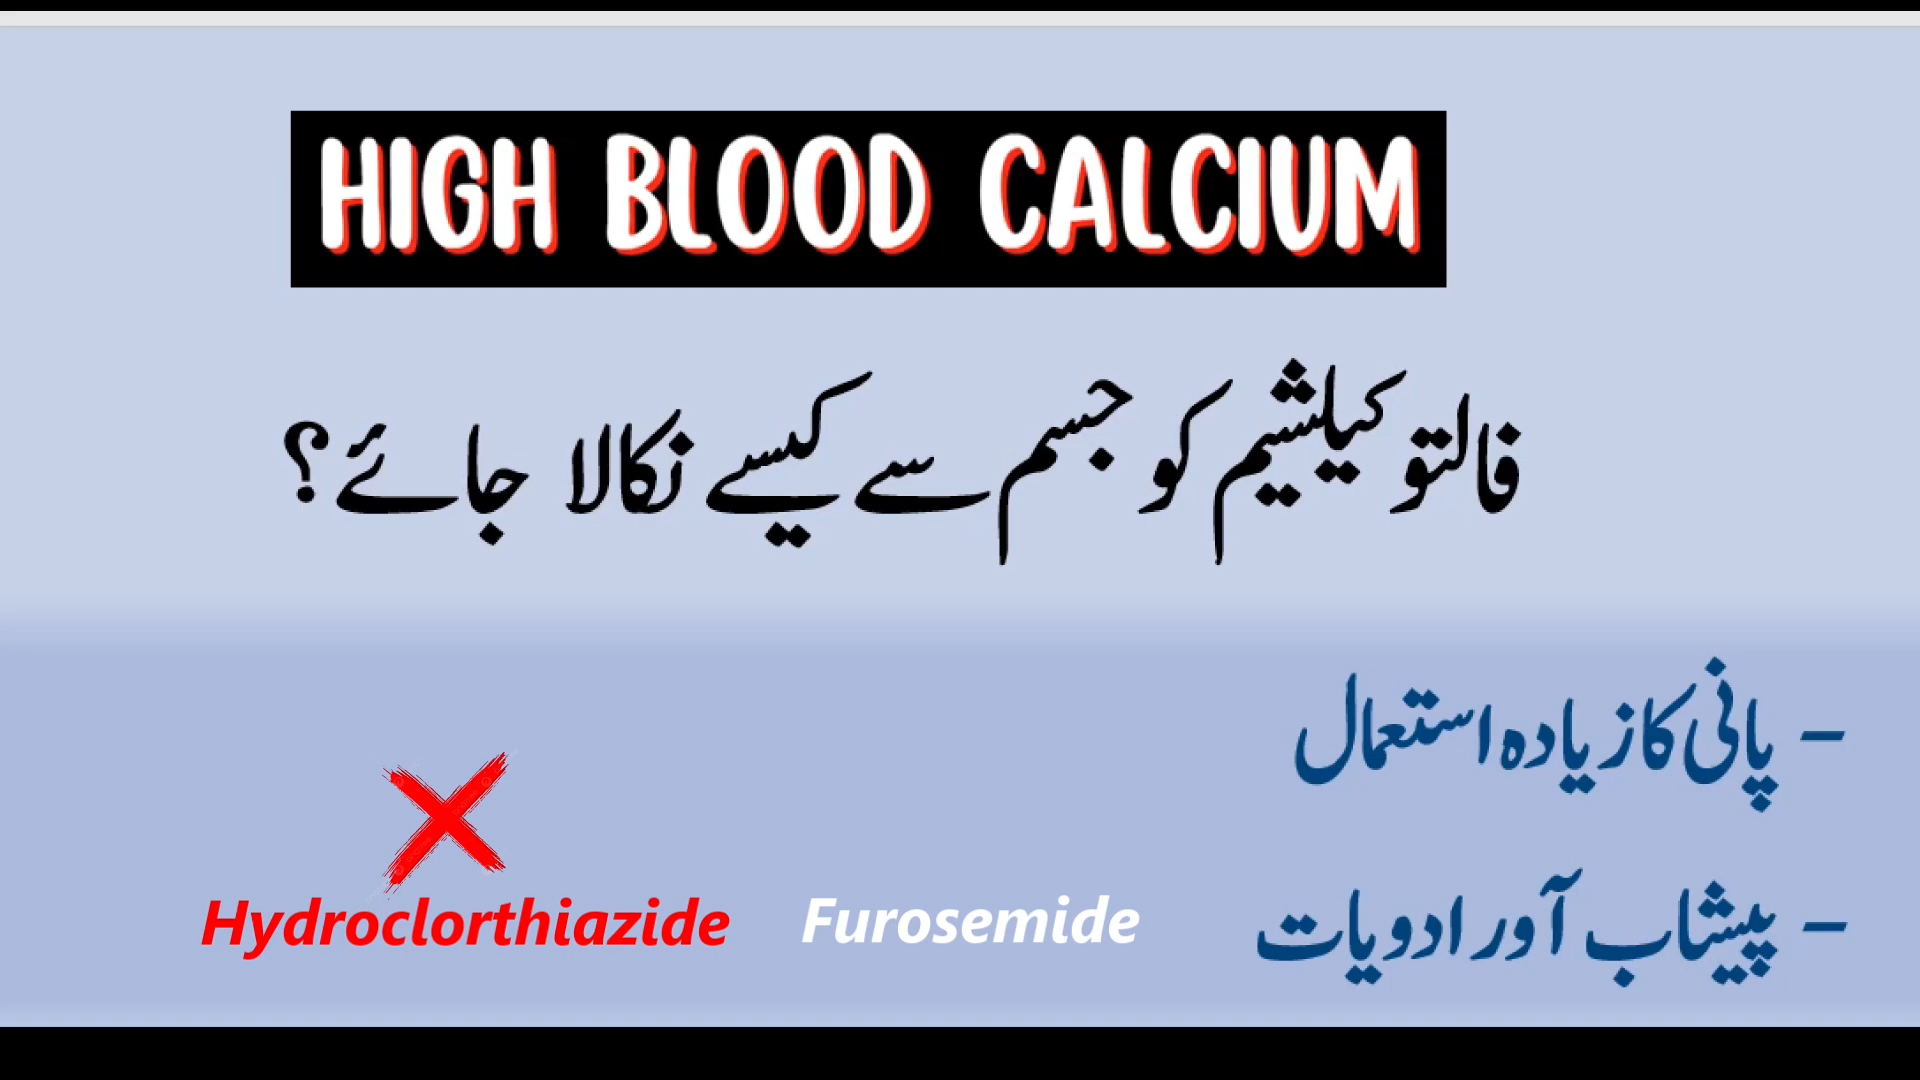 HIGH BLOOD CALCIUM
فالتو کیلشیم کو جسم سے کیسے نکالا جائے؟
- پانی کا زیادہ استعمال
- پیشاب آور ادویات
Furosemide
Hydroclorthiazide